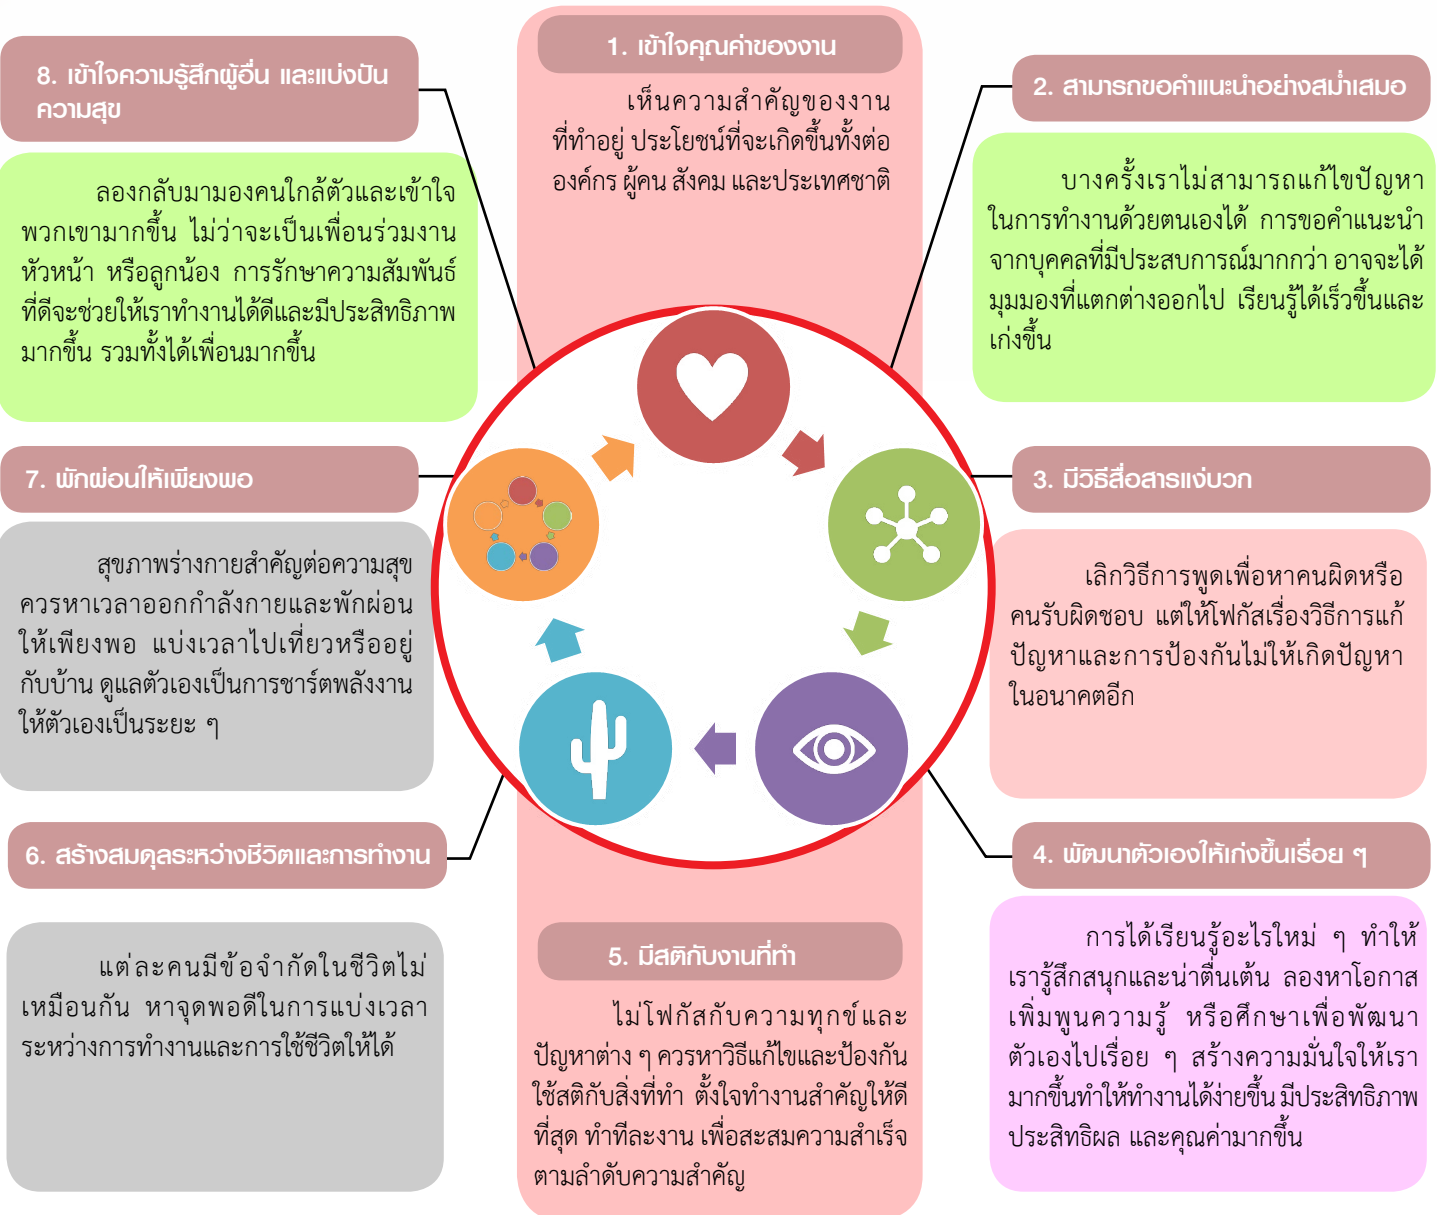 1. เข้าใจคุณค่าของงาน
เห็นความสำคัญของงาน
ที่ทำอยู่ ประโยชน์ที่จะเกิดขึ้นทั้งต่อ
องค์กร ผู้คน สังคม และประเทศชาติ
2. สามารถขอคำแนะนำอย่างสม่ำเสมอ
บางครั้งเราไม่สามารถแก้ไขปัญหา
ในการทำงานด้วยตนเองได้ การขอคำแนะนำ
จากบุคคลที่มีประสบการณ์มากกว่า อาจจะได้
มุมมองที่แตกต่างออกไป เรียนรู้ได้เร็วขึ้นและ
เก่งขึ้น
3. มีวิธีสื่อสารแง่บวก
เลิกวิธีการพูดเพื่อหาคนผิดหรือ
คนรับผิดชอบ แต่ให้โฟกัสเรื่องวิธีการแก้
ปัญหาและการป้องกันไม่ให้เกิดปัญหา
ในอนาคตอีก
4. พัฒนาตัวเองให้เก่งขึ้นเรื่อย ๆ
การได้เรียนรู้อะไรใหม่ ๆ ทำให้
เรารู้สึกสนุกและน่าตื่นเต้น ลองหาโอกาส
เพิ่มพูนความรู้ หรือศึกษาเพื่อพัฒนา
ตัวเองไปเรื่อย ๆ สร้างความมั่นใจให้เรา
มากขึ้นทำให้ทำงานได้ง่ายขึ้น มีประสิทธิภาพ
ประสิทธิผล และคุณค่ามากขึ้น
5. มีสติกับงานที่ทำ
ไม่โฟกัสกับความทุกข์และ
ปัญหาต่าง ๆ ควรหาวิธีแก้ไขและป้องกัน
ใช้สติกับสิ่งที่ทำ ตั้งใจทำงานสำคัญให้ดี
ที่สุด ทำทีละงาน เพื่อสะสมความสำเร็จ
ตามลำดับความสำคัญ
6. สร้างสมดุลระหว่างชีวิตและการทำงาน
แต่ละคนมีข้อจำกัดในชีวิตไม่
เหมือนกัน หาจุดพอดีในการแบ่งเวลา
ระหว่างการทำงานและการใช้ชีวิตให้ได้
7. พักผ่อนให้เพียงพอ
สุขภาพร่างกายสำคัญต่อความสุข
ควรหาเวลาออกกำลังกายและพักผ่อน
ให้เพียงพอ แบ่งเวลาไปเที่ยวหรืออยู่
กับบ้าน ดูแลตัวเองเป็นการชาร์ตพลังงาน
ให้ตัวเองเป็นระยะ ๆ
8. เข้าใจความรู้สึกผู้อื่น และแบ่งปัน
ความสุข
ลองกลับมามองคนใกล้ตัวและเข้าใจ
พวกเขามากขึ้น ไม่ว่าจะเป็นเพื่อนร่วมงาน
หัวหน้า หรือลูกน้อง การรักษาความสัมพันธ์
ที่ดีจะช่วยให้เราทำงานได้ดีและมีประสิทธิภาพ
มากขึ้น รวมทั้งได้เพื่อนมากขึ้น